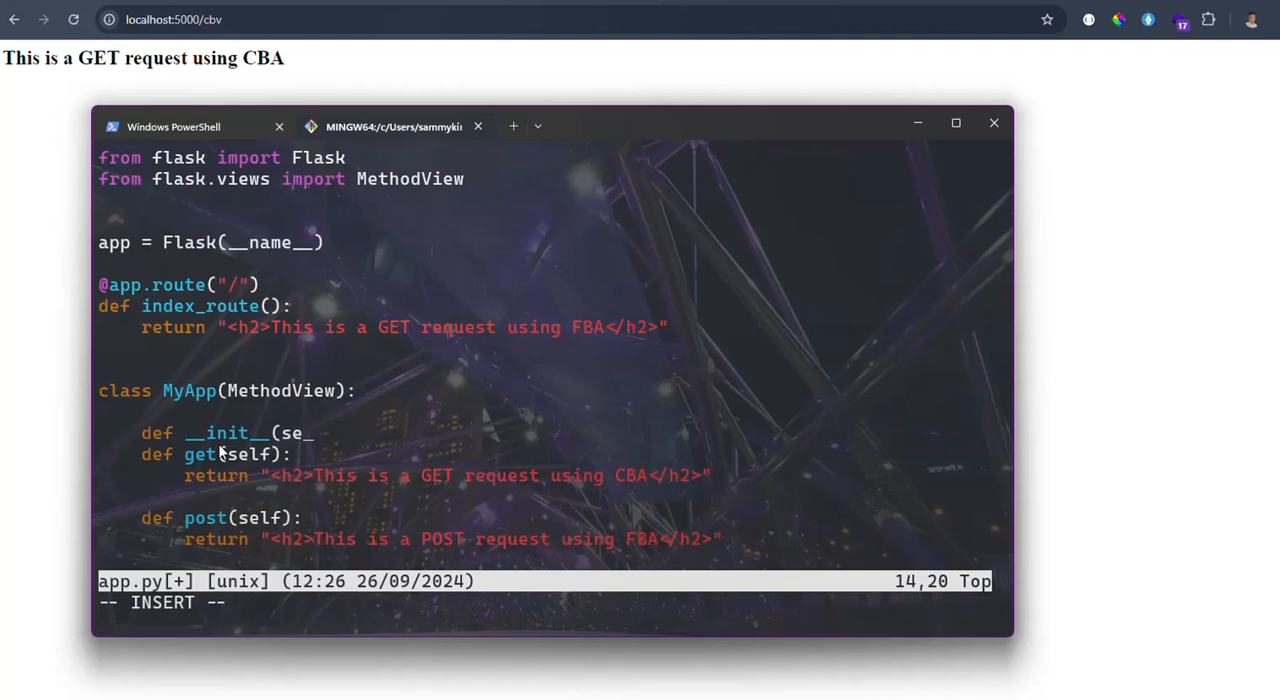 localhost:5000/cbv
17
This is a GET request using CBA
Windows PowerShell
MINGW64:/c/Users/sammykir
from flask import Flask
from flask.views import MethodView
app = Flask(__name__)
@app.route("/")
def index_route():
return "<h2>This is a GET request using FBA</h2>"
class MyApp(MethodView):
def __init__(se_
def get(self):
return "<h2>This is a GET request using CBA</h2>"
def post(self):
return "<h2>This is a POST request using FBA</h2>"
app.py[+] [unix] (12:26 26/09/2024) 14,20 Top
-- INSERT --